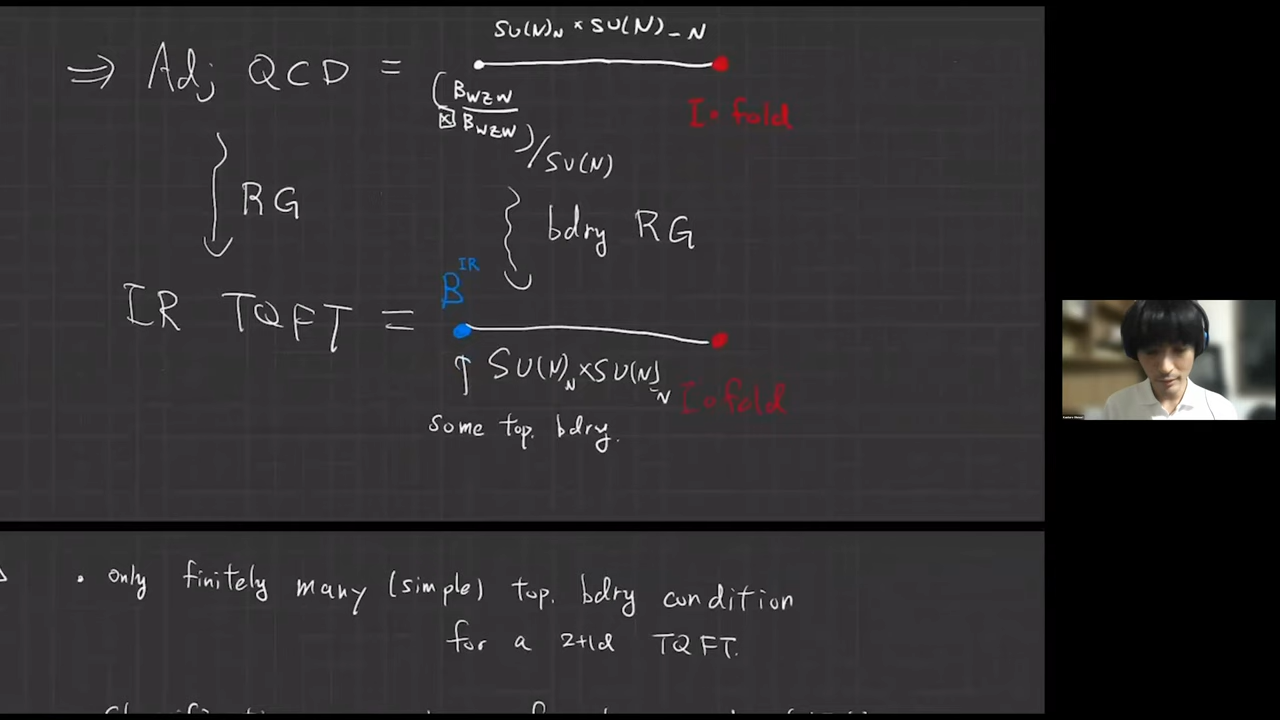 SU(N)_N × SU(N)_-N
⇒ Adj QCD =
(B_WZW ⊠ \overline{B_WZW})/SU(N)
I • fold
RG
bdry RG
B^IR
IR TQFT =
↑ SU(N)_N × SU(N)_-N
I • fold
some top. bdry.
• only finitely many (simple) top. bdry condition
for a 2+1d TQFT.